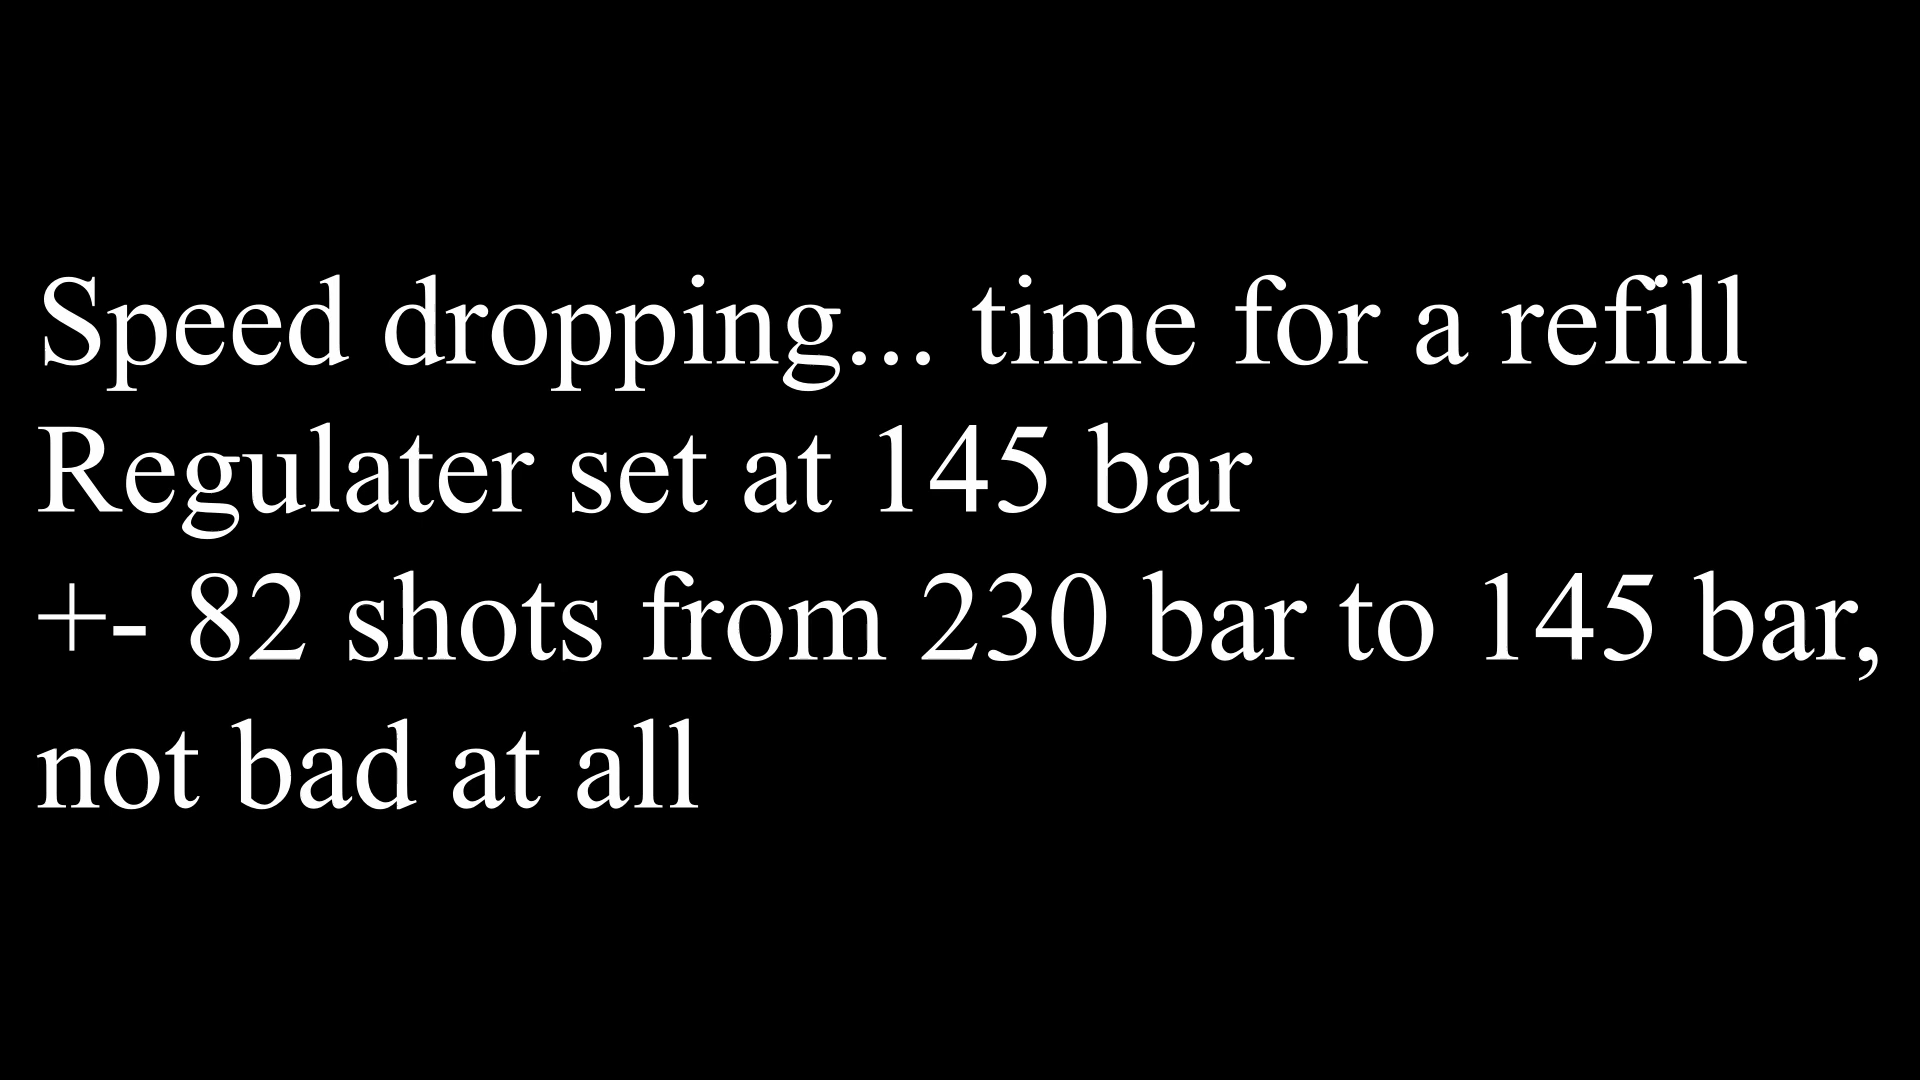 Speed dropping... time for a refill
Regulater set at 145 bar
+- 82 shots from 230 bar to 145 bar,
not bad at all